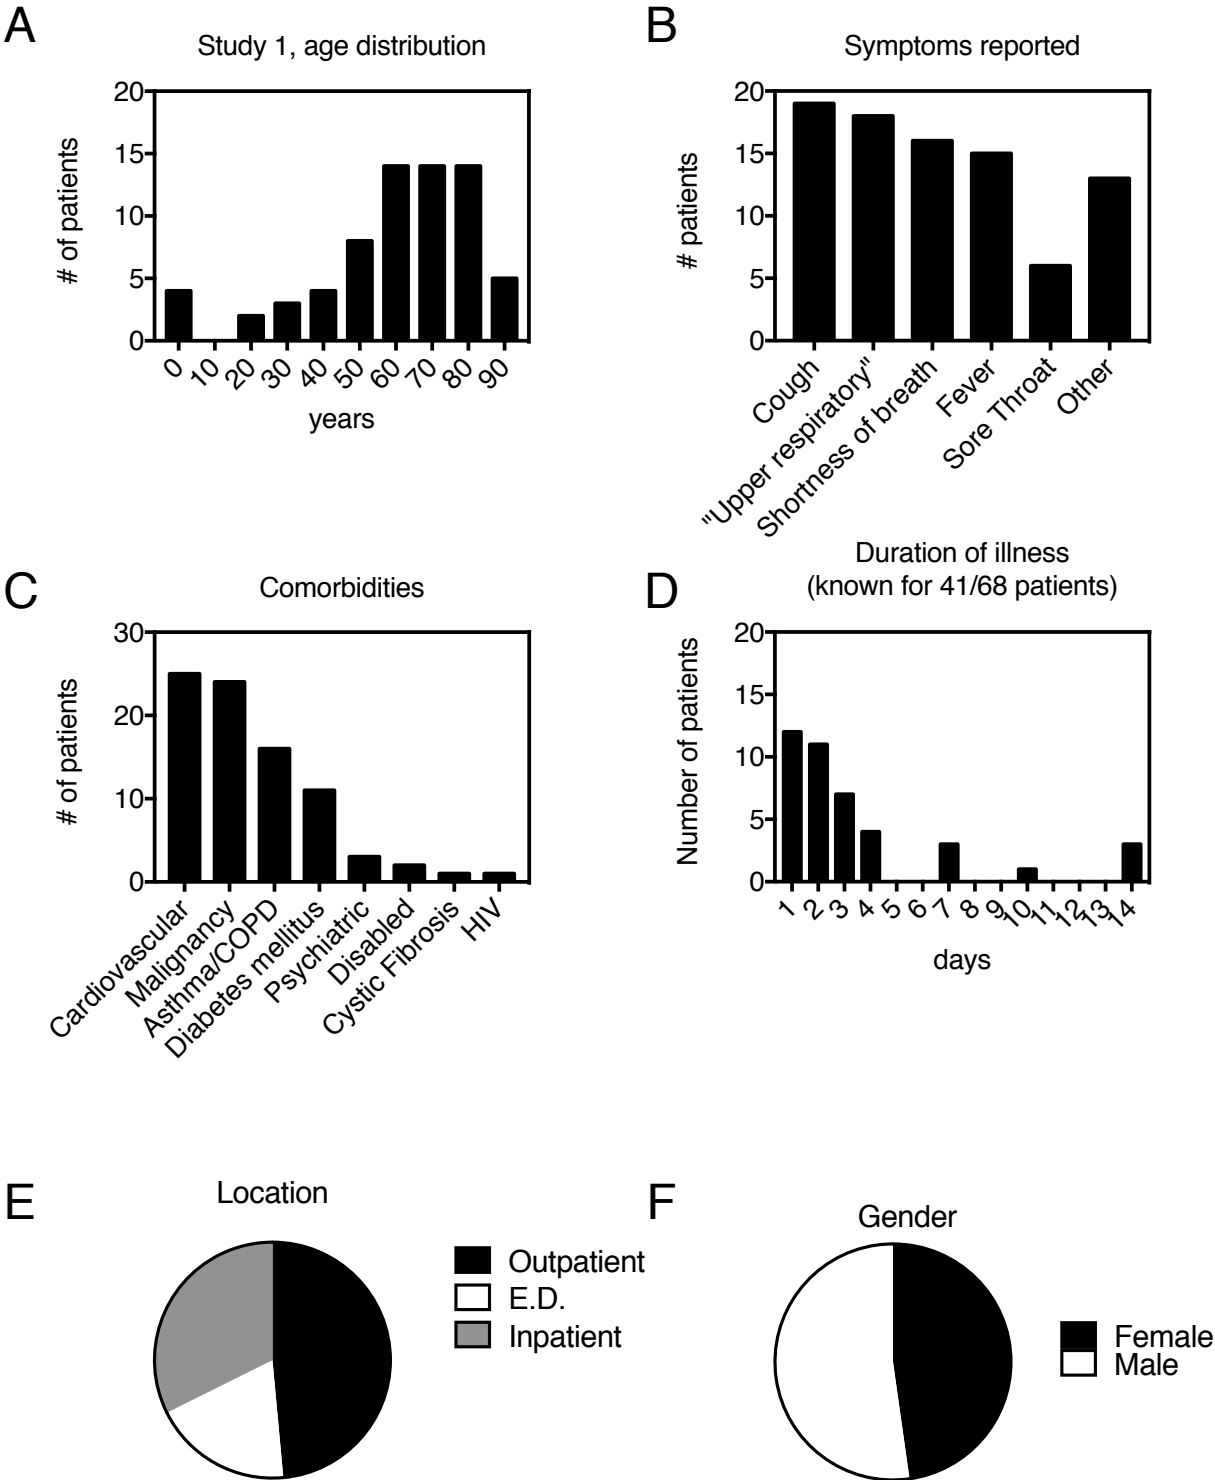 A
Study 1, age distribution
# of patients
20
15
10
5
0
0 10 20 30 40 50 60 70 80 90
years
B
Symptoms reported
# patients
20
15
10
5
0
Cough
"Upper respiratory"
Shortness of breath
Fever
Sore Throat
Other
C
Comorbidities
# of patients
30
20
10
0
Cardiovascular
Malignancy
Asthma/COPD
Diabetes mellitus
Psychiatric
Disabled
Cystic Fibrosis
HIV
D
Duration of illness
(known for 41/68 patients)
Number of patients
20
15
10
5
0
1 2 3 4 5 6 7 8 9 10 11 12 13 14
days
E
Location
Outpatient
E.D.
Inpatient
F
Gender
Female
Male